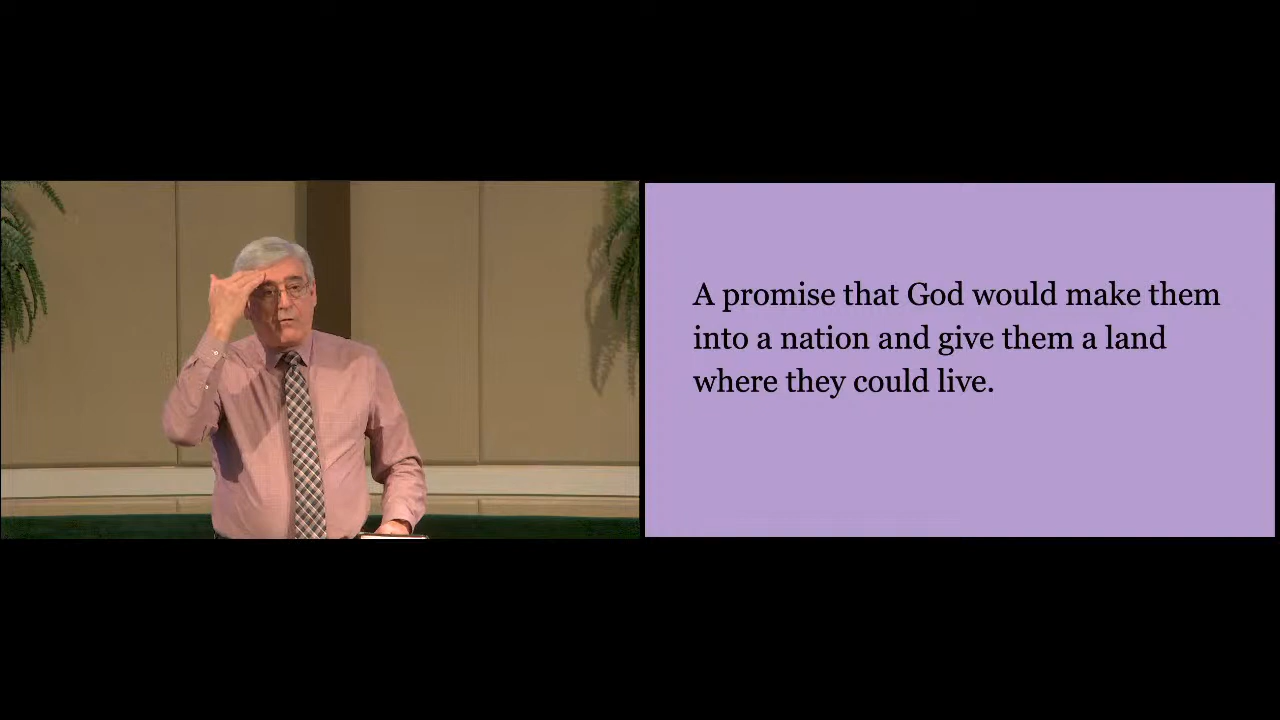 A promise that God would make them
into a nation and give them a land
where they could live.